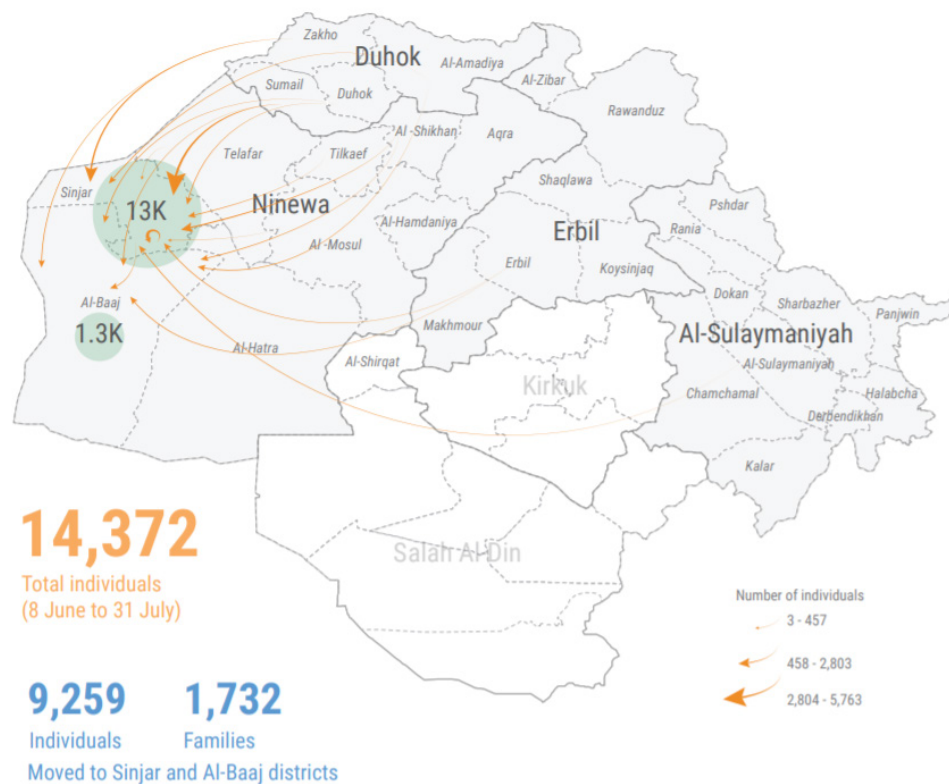 Zakho
Duhok
Al-Amadiya
Al-Zibar
Sumail
Duhok
Rawanduz
Al -Shikhan
Aqra
Telafar
Tilkaef
Shaqlawa
Sinjar
13K
Ninewa
Al-Hamdaniya
Pshdar
Rania
Erbil
Al -Mosul
Erbil
Koysinjaq
Dokan
Sharbazher
Panjwin
Al-Baaj
1.3K
Makhmour
Al-Sulaymaniyah
Al-Hatra
Al-Shirqat
Al-Sulaymaniyah
Kirkuk
Chamchamal
Halabcha
Derbendikhan
Kalar
14,372
Total individuals
(8 June to 31 July)
Salah Al Din
Number of individuals
3 - 457
458 - 2,803
2,804 - 5,763
9,259
Individuals
1,732
Families
Moved to Sinjar and Al-Baaj districts